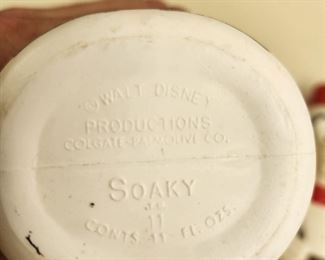 © WALT DISNEY
PRODUCTIONS
COLGATE-PALMOLIVE CO.
SOAKY
11
CONTS. 11 FL. OZS.